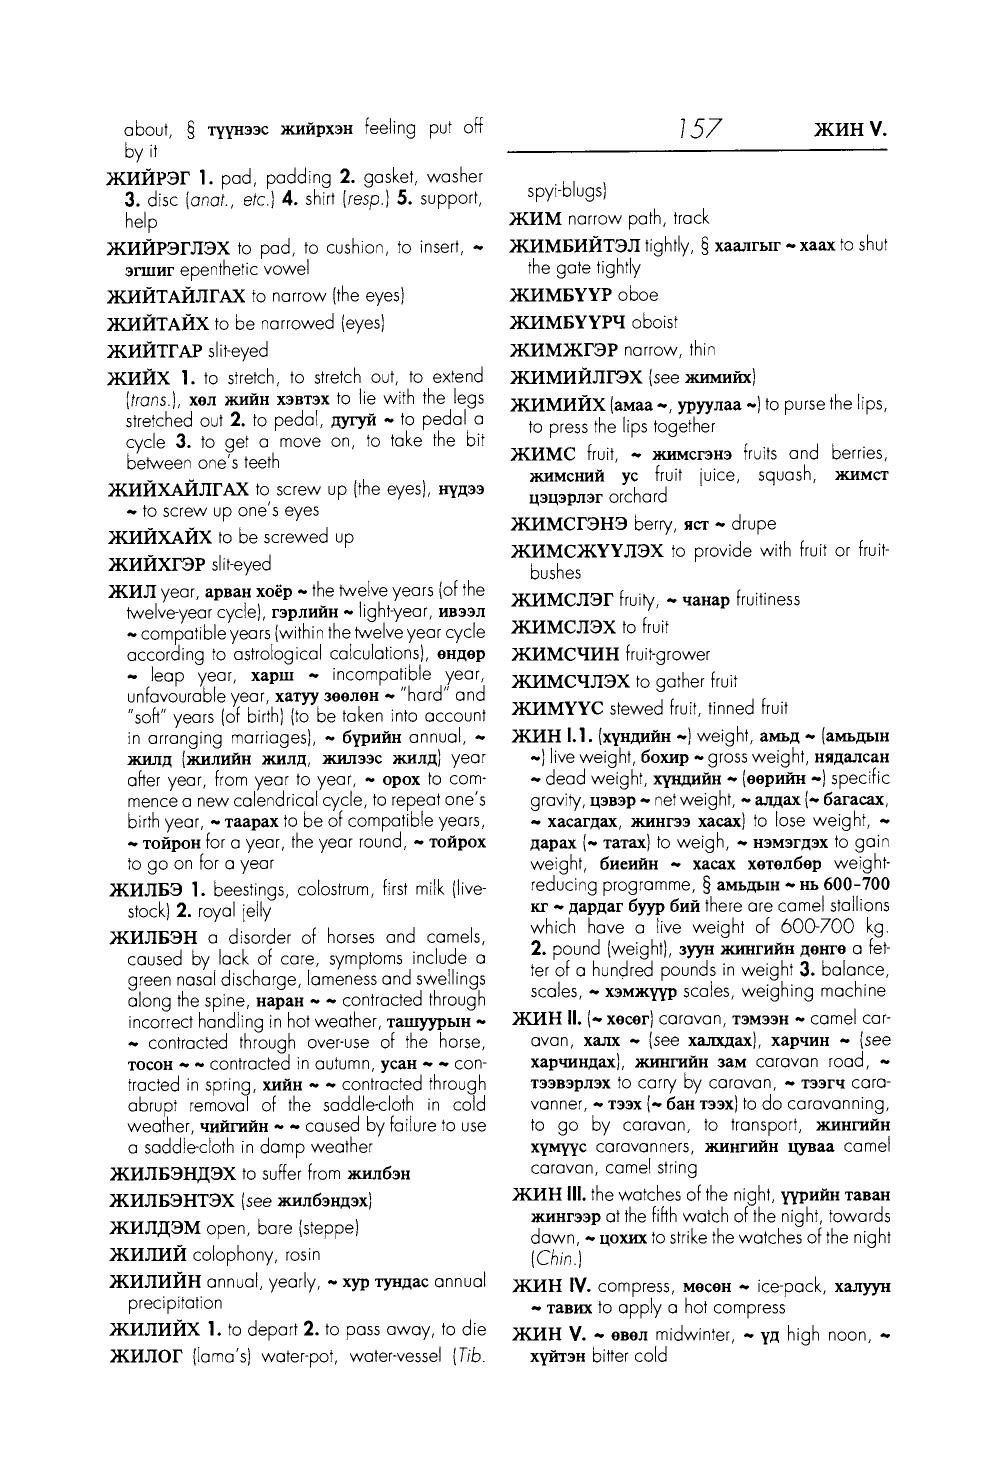 about, § түүнээс жийрхэн feeling put off
by it
ЖИЙРЭГ 1. pad, padding 2. gasket, washer
3. disc (anat., etc.) 4. shirt (resp.) 5. support,
help
ЖИЙРЭГЛЭХ to pad, to cushion, to insert, ~
эгшиг epenthetic vowel
ЖИЙТАЙЛГАХ to narrow (the eyes)
ЖИЙТАЙХ to be narrowed (eyes)
ЖИЙТГАР slit-eyed
ЖИЙХ 1. to stretch, to stretch out, to extend
(trans.), хөл жийн хэвтэх to lie with the legs
stretched out 2. to pedal, дугуй ~ to pedal a
cycle 3. to get a move on, to take the bit
between one's teeth
ЖИЙХАЙЛГАХ to screw up (the eyes), нүдээ
~ to screw up one's eyes
ЖИЙХАЙХ to be screwed up
ЖИЙХГЭР slit-eyed
ЖИЛ year, арван хоёр ~ the twelve years (of the
twelve-year cycle), гэрлийн ~ light-year, ивээл
~ compatible years (within the twelve year cycle
according to astrological calculations), өндөр
~ leap year, харш ~ incompatible year,
unfavourable year, хатуу зөөлөн ~ "hard" and
"soft" years (of birth) (to be taken into account
in arranging marriages), ~ бүрийн annual, ~
жилд (жилийн жилд, жилээс жилд) year
after year, from year to year, ~ орох to com-
mence a new calendrical cycle, to repeat one's
birth year, ~ таарах to be of compatible years,
~ тойрон for a year, the year round, ~ тойрох
to go on for a year
ЖИЛБЭ 1. beestings, colostrum, first milk (live-
stock) 2. royal jelly
ЖИЛБЭН a disorder of horses and camels,
caused by lack of care, symptoms include a
green nasal discharge, lameness and swellings
along the spine, наран ~ ~ contracted through
incorrect handling in hot weather, ташуурын ~
~ contracted through over-use of the horse,
тосон ~ ~ contracted in autumn, усан ~ ~ con-
tracted in spring, хийн ~ ~ contracted through
abrupt removal of the saddle-cloth in cold
weather, чийгийн ~ ~ caused by failure to use
a saddle-cloth in damp weather
ЖИЛБЭНДЭХ to suffer from жилбэн
ЖИЛБЭНТЭХ (see жилбэндэх)
ЖИЛДЭМ open, bare (steppe)
ЖИЛИЙ colophony, rosin
ЖИЛИЙН annual, yearly, ~ хур тундас annual
precipitation
ЖИЛИЙХ 1. to depart 2. to pass away, to die
ЖИЛОГ (lama's) water-pot, water-vessel (Tib.
157 ЖИН V.
spyi-blugs)
ЖИМ narrow path, track
ЖИМБИЙТЭЛ tightly, § хаалгыг ~ хаах to shut
the gate tightly
ЖИМБҮҮР oboe
ЖИМБҮҮРЧ oboist
ЖИМЖГЭР narrow, thin
ЖИМИЙЛГЭХ (see жимийх)
ЖИМИЙХ (амаа ~, уруулаа ~) to purse the lips,
to press the lips together
ЖИМС fruit, ~ жимсгэнэ fruits and berries,
жимсний ус fruit juice, squash, жимст
цэцэрлэг orchard
ЖИМСГЭНЭ berry, яст ~ drupe
ЖИМСЖҮҮЛЭХ to provide with fruit or fruit-
bushes
ЖИМСЛЭГ fruity, ~ чанар fruitiness
ЖИМСЛЭХ to fruit
ЖИМСЧИН fruit-grower
ЖИМСЧЛЭХ to gather fruit
ЖИМҮҮС stewed fruit, tinned fruit
ЖИН I.1. (хүндийн ~) weight, амьд ~ (амьдын
~) live weight, бохир ~ gross weight, нядалсан
~ dead weight, хүндийн ~ (өөрийн ~) specific
gravity, цэвэр ~ net weight, ~ алдах (~ багасах,
~ хасагдах, жингээ хасах) to lose weight, ~
дарах (~ татах) to weigh, ~ нэмэгдэх to gain
weight, биеийн ~ хасах хөтөлбөр weight-
reducing programme, § амьдын ~ нь 600-700
кг ~ дардаг буур бий there are camel stallions
which have a live weight of 600-700 kg.
2. pound (weight), зуун жингийн дөнгө a fet-
ter of a hundred pounds in weight 3. balance,
scales, ~ хэмжүүр scales, weighing machine
ЖИН II. (~ хөсөг) caravan, тэмээн ~ camel car-
avan, халх ~ (see халхдах), харчин ~ (see
харчиндах), жингийн зам caravan road, ~
тээвэрлэх to carry by caravan, ~ тээгч cara-
vanner, ~ тээх (~ бан тээх) to do caravanning,
to go by caravan, to transport, жингийн
хүмүүс caravanners, жингийн цуваа camel
caravan, camel string
ЖИН III. the watches of the night, үүрийн таван
жингээр at the fifth watch of the night, towards
dawn, ~ цохих to strike the watches of the night
(Chin.)
ЖИН IV. compress, мөсөн ~ ice-pack, халуун
~ тавих to apply a hot compress
ЖИН V. ~ өвөл midwinter, ~ үд high noon, ~
хүйтэн bitter cold